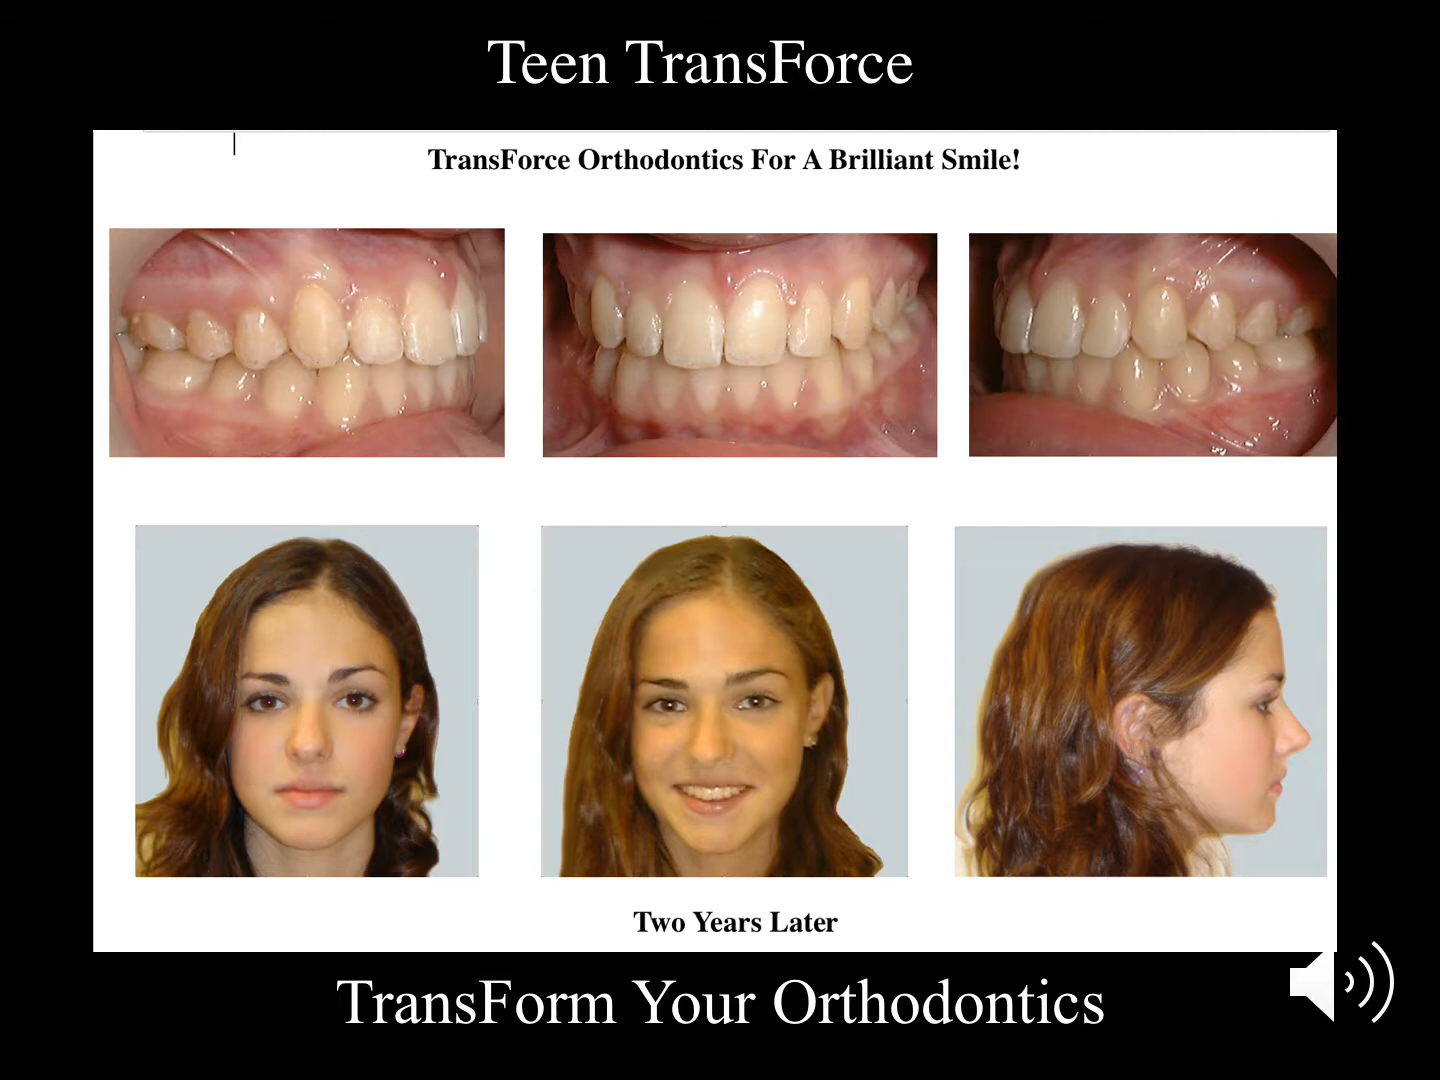 Teen TransForce
TransForce Orthodontics For A Brilliant Smile!
Two Years Later
TransForm Your Orthodontics